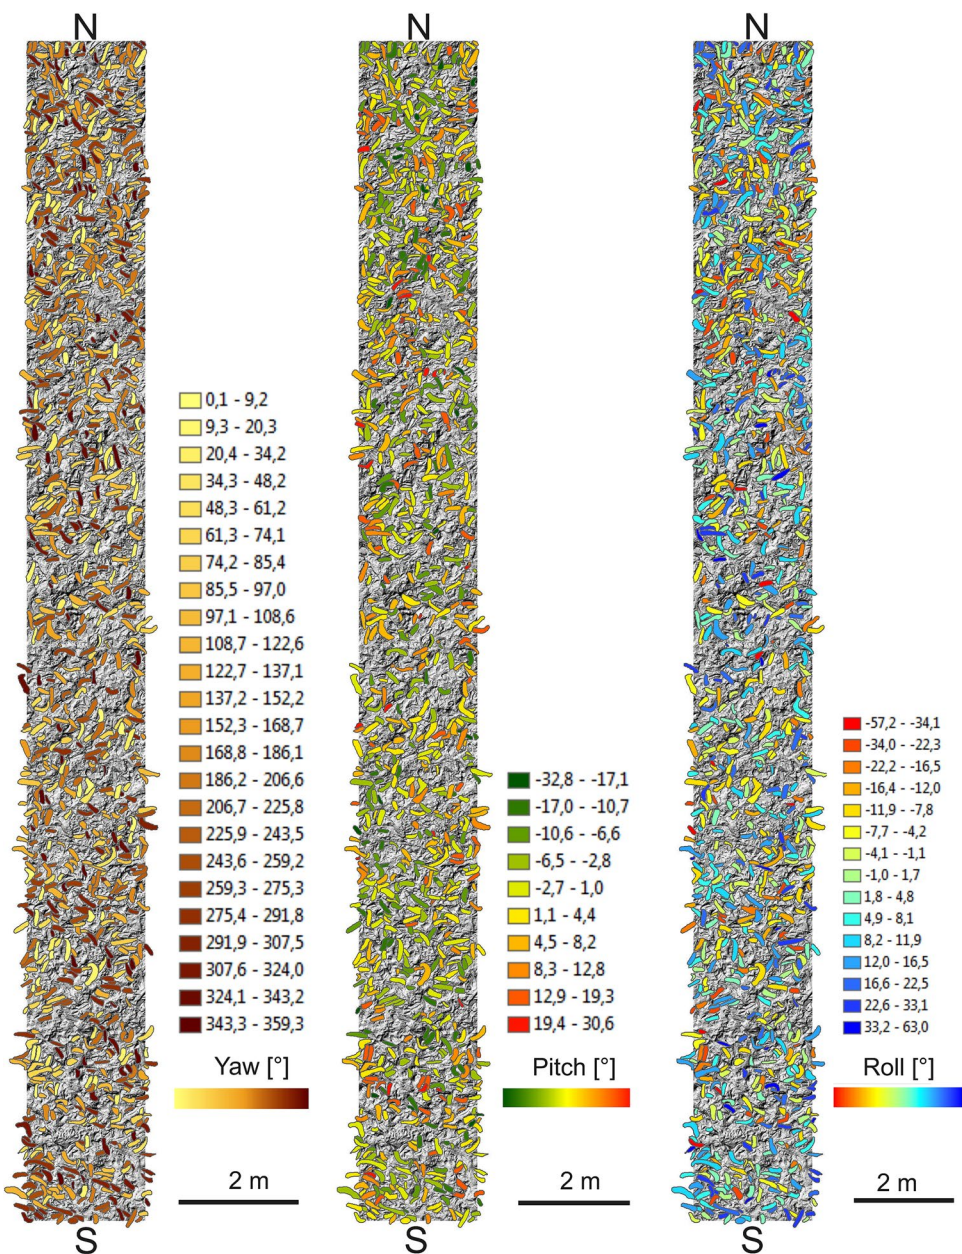 N
N
N
0,1 - 9,2
9,3 - 20,3
20,4 - 34,2
34,3 - 48,2
48,3 - 61,2
61,3 - 74,1
74,2 - 85,4
85,5 - 97,0
97,1 - 108,6
108,7 - 122,6
122,7 - 137,1
137,2 - 152,2
152,3 - 168,7
168,8 - 186,1
186,2 - 206,6
206,7 - 225,8
225,9 - 243,5
243,6 - 259,2
259,3 - 275,3
275,4 - 291,8
291,9 - 307,5
307,6 - 324,0
324,1 - 343,2
343,3 - 359,3
Yaw [°]
2 m
-32,8 - -17,1
-17,0 - -10,7
-10,6 - -6,6
-6,5 - -2,8
-2,7 - 1,0
1,1 - 4,4
4,5 - 8,2
8,3 - 12,8
12,9 - 19,3
19,4 - 30,6
Pitch [°]
2 m
-57,2 - -34,1
-34,0 - -22,3
-22,2 - -16,5
-16,4 - -12,0
-11,9 - -7,8
-7,7 - -4,2
-4,1 - -1,1
-1,0 - 1,7
1,8 - 4,8
4,9 - 8,1
8,2 - 11,9
12,0 - 16,5
16,6 - 22,5
22,6 - 33,1
33,2 - 63,0
Roll [°]
2 m
S
S
S